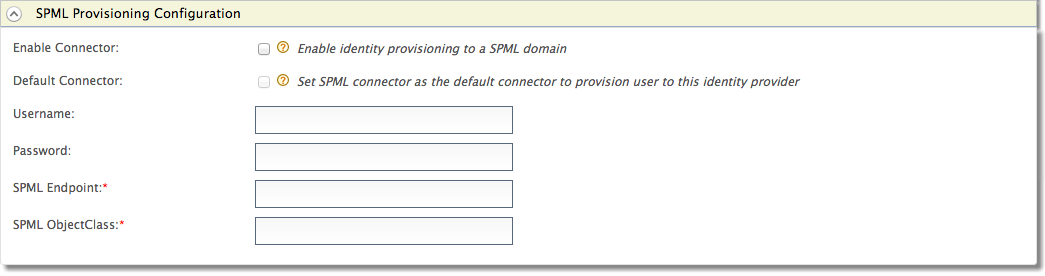 SPML Provisioning Configuration
Enable Connector: ? Enable identity provisioning to a SPML domain
Default Connector: ? Set SPML connector as the default connector to provision user to this identity provider
Username:
Password:
SPML Endpoint:*
SPML ObjectClass:*